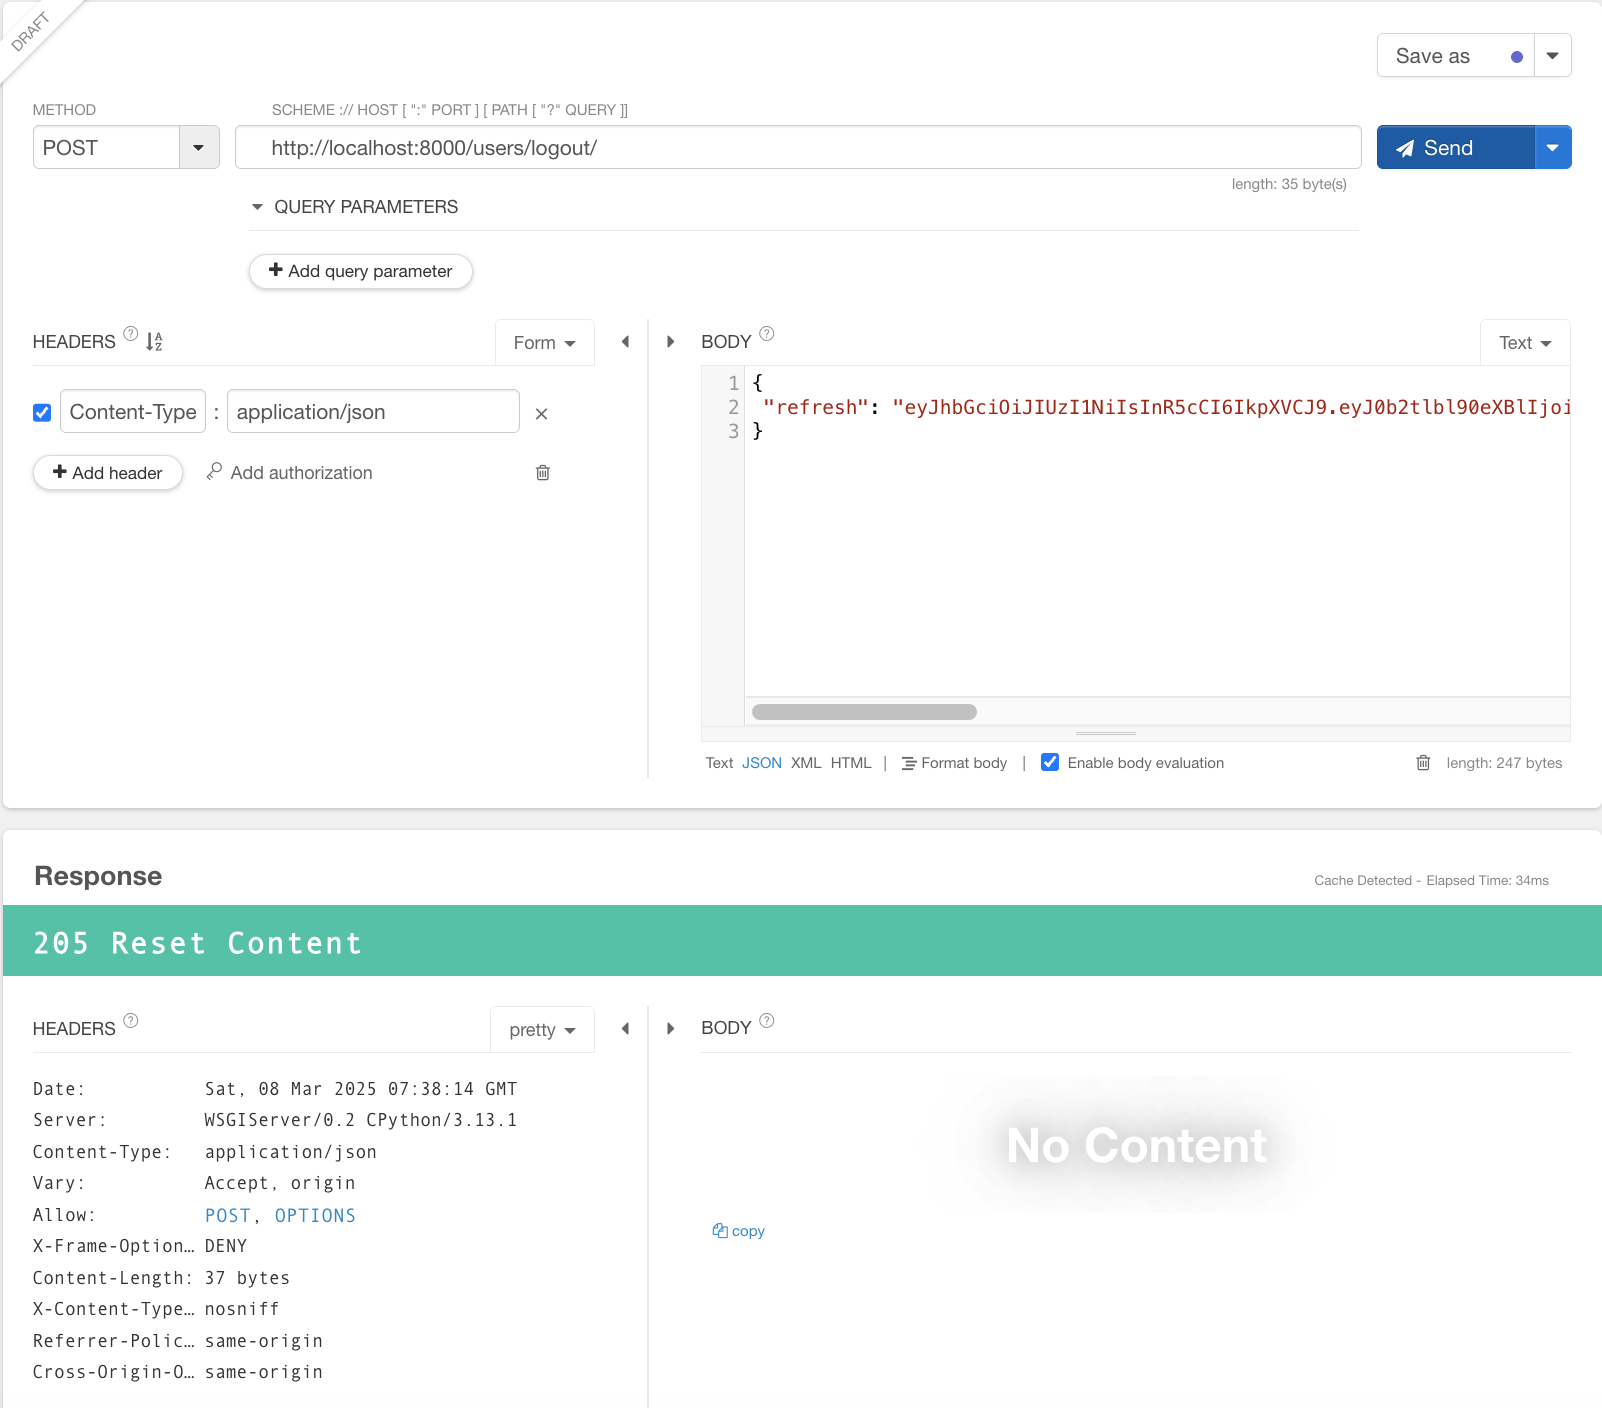 DRAFT
Save as
METHOD
SCHEME :// HOST [ ":" PORT ] [ PATH [ "?" QUERY ]]
POST
http://localhost:8000/users/logout/
Send
length: 35 byte(s)
QUERY PARAMETERS
Add query parameter
HEADERS
Form
BODY
Text
Content-Type : application/json
Add header
Add authorization
1 {
2 "refresh": "eyJhbGciOiJIUzI1NiIsInR5cCI6IkpXVCJ9.eyJ0b2tlbl90eXBlIjoi
3 }
Text JSON XML HTML | Format body | Enable body evaluation
length: 247 bytes
Response
Cache Detected - Elapsed Time: 34ms
205 Reset Content
HEADERS
pretty
BODY
Date: Sat, 08 Mar 2025 07:38:14 GMT
Server: WSGIServer/0.2 CPython/3.13.1
Content-Type: application/json
Vary: Accept, origin
Allow: POST, OPTIONS
X-Frame-Option… DENY
Content-Length: 37 bytes
X-Content-Type… nosniff
Referrer-Polic… same-origin
Cross-Origin-O… same-origin
No Content
copy